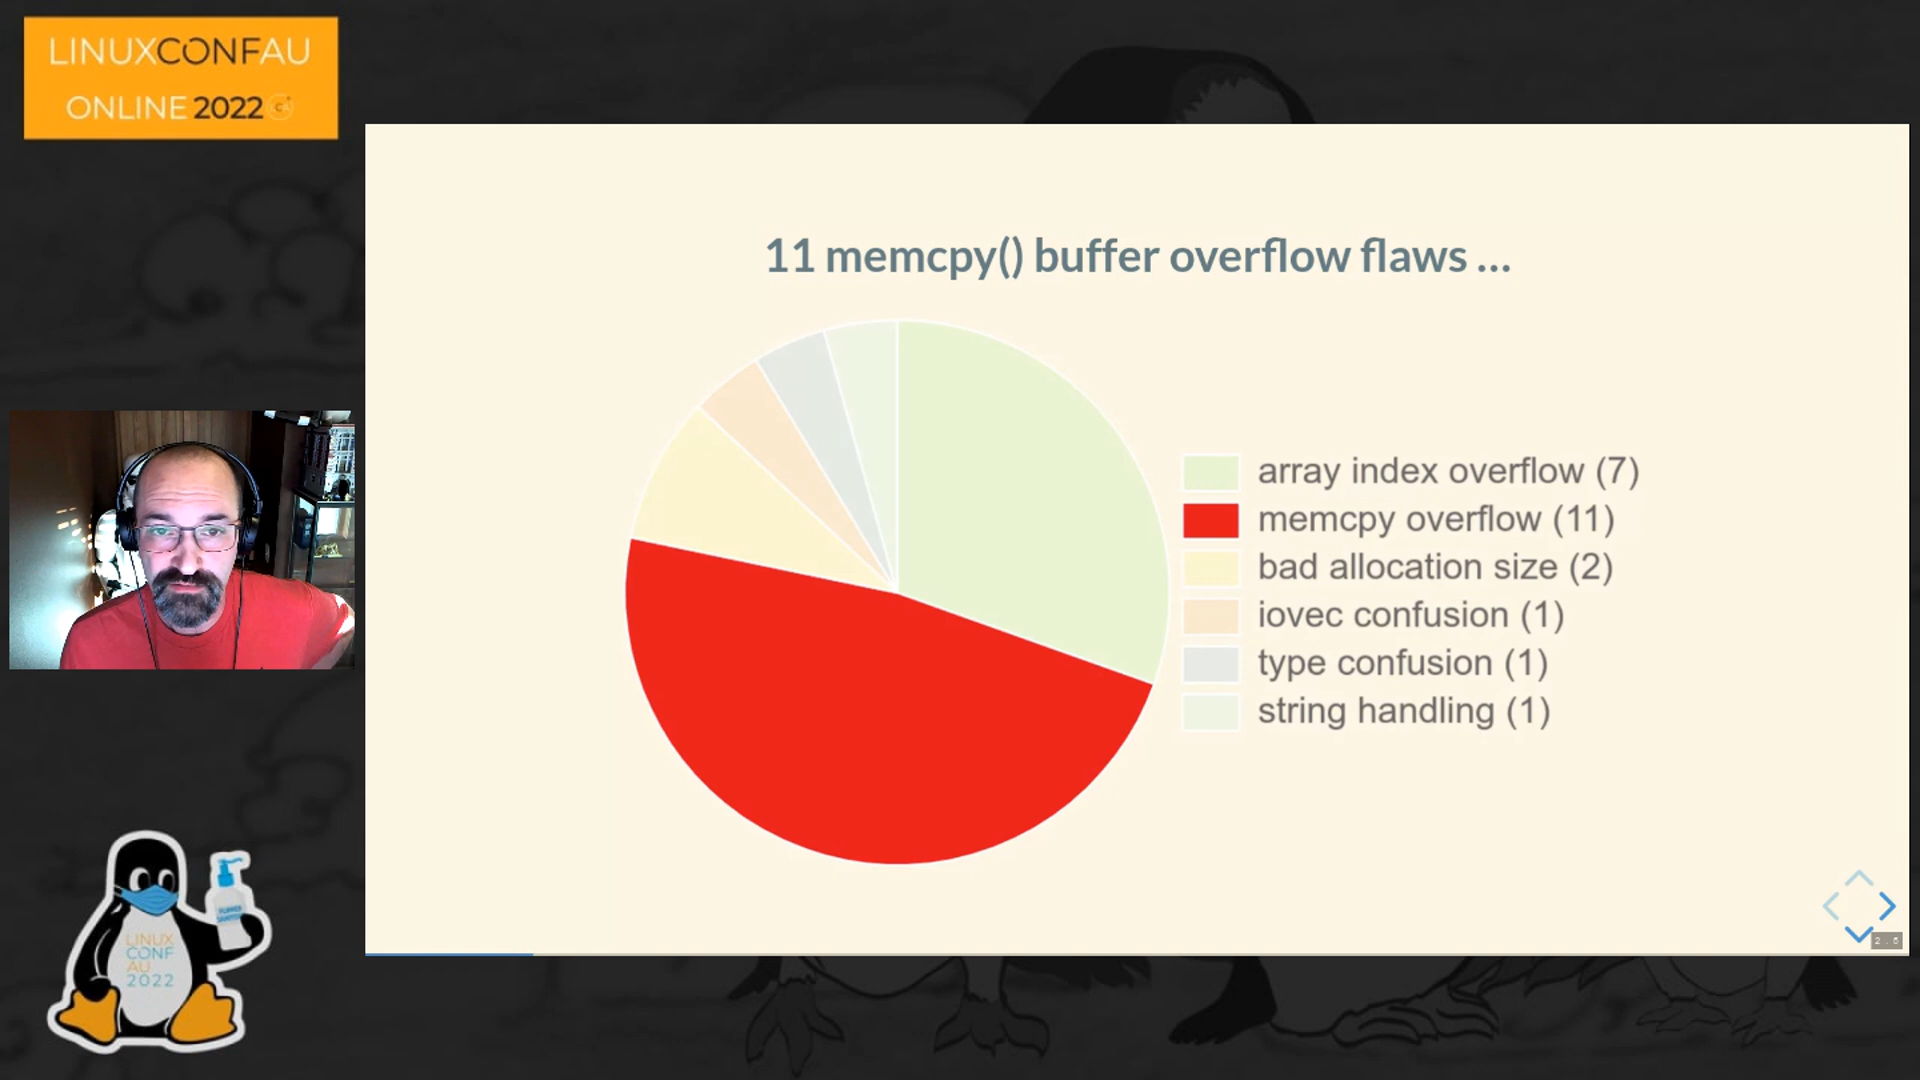 LINUXCONFAU
ONLINE 2022
11 memcpy() buffer overflow flaws ...
array index overflow (7)
memcpy overflow (11)
bad allocation size (2)
iovec confusion (1)
type confusion (1)
string handling (1)
LINUX
CONF
AU
2022